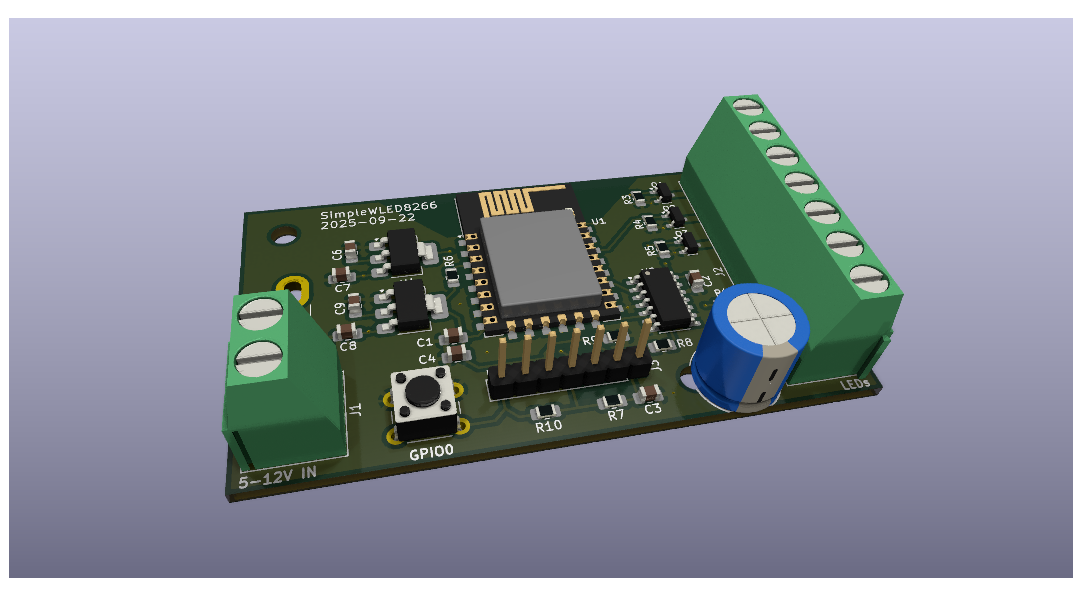 SimpleWLED8266
2025-09-22
C6
C7
C9
C8
R6
C1
C4
U1
R3
R4
R5
C2
J2
R8
R7
C3
R10
J1
GPIO0
5-12V IN
LEDs